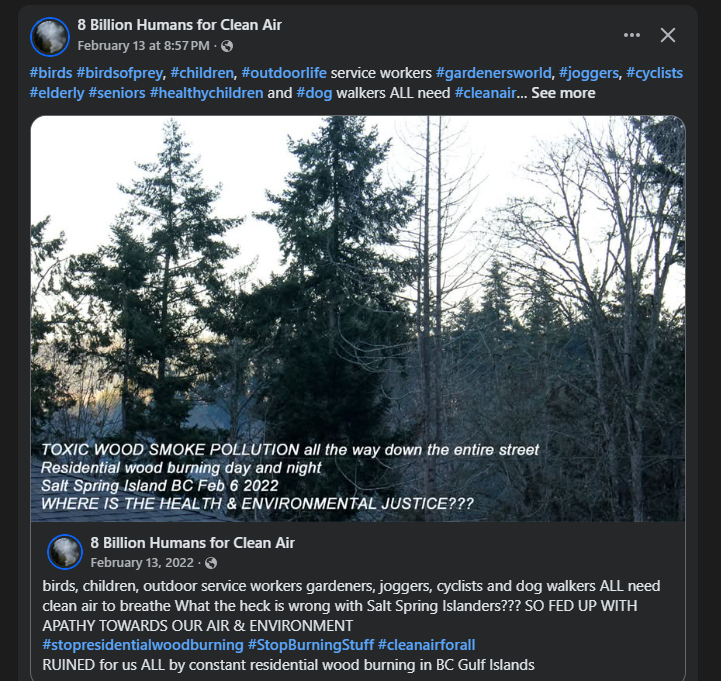 8 Billion Humans for Clean Air
February 13 at 8:57 PM ·
#birds #birdsofprey, #children, #outdoorlife service workers #gardenersworld, #joggers, #cyclists
#elderly #seniors #healthychildren and #dog walkers ALL need #cleanair... See more
TOXIC WOOD SMOKE POLLUTION all the way down the entire street
Residential wood burning day and night
Salt Spring Island BC Feb 6 2022
WHERE IS THE HEALTH & ENVIRONMENTAL JUSTICE???
8 Billion Humans for Clean Air
February 13, 2022 ·
birds, children, outdoor service workers gardeners, joggers, cyclists and dog walkers ALL need
clean air to breathe What the heck is wrong with Salt Spring Islanders??? SO FED UP WITH
APATHY TOWARDS OUR AIR & ENVIRONMENT
#stopresidentialwoodburning #StopBurningStuff #cleanairforall
RUINED for us ALL by constant residential wood burning in BC Gulf Islands